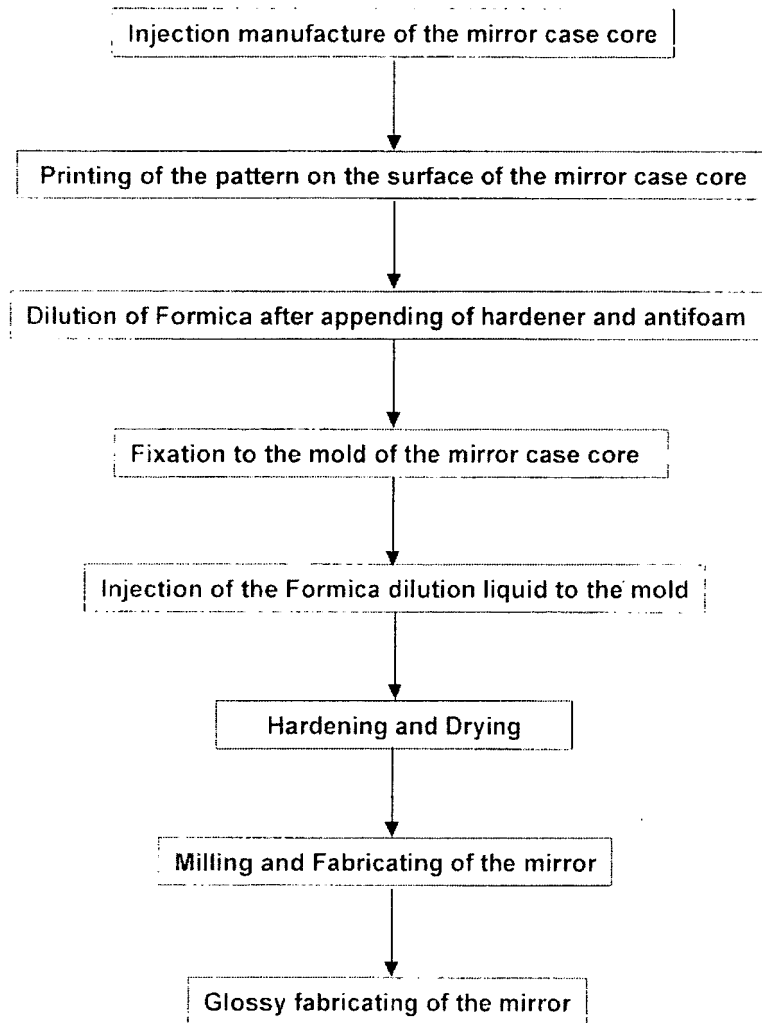 Injection manufacture of the mirror case core
Printing of the pattern on the surface of the mirror case core
Dilution of Formica after appending of hardener and antifoam
Fixation to the mold of the mirror case core
Injection of the Formica dilution liquid to the mold
Hardening and Drying
Milling and Fabricating of the mirror
Glossy fabricating of the mirror